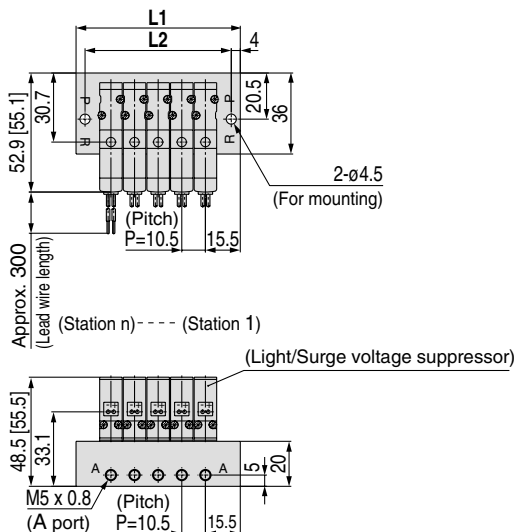 L1
L2
4
52.9 [55.1]
30.7
P
R
P
R
20.5
36
2-ø4.5
(For mounting)
(Pitch)
P=10.5
15.5
Approx. 300
(Lead wire length)
(Station n)---- (Station 1)
(Light/Surge voltage suppressor)
48.5 [55.5]
33.1
A
A
5
20
M5 x 0.8
(A port)
(Pitch)
P=10.5
15.5